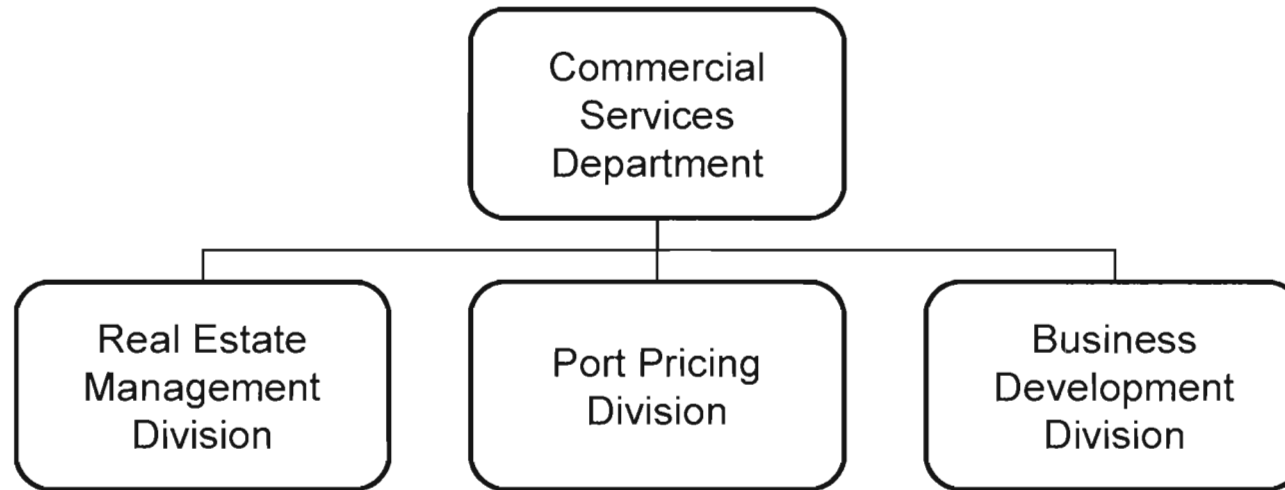 Commercial
Services
Department
Real Estate
Management
Division
Port Pricing
Division
Business
Development
Division